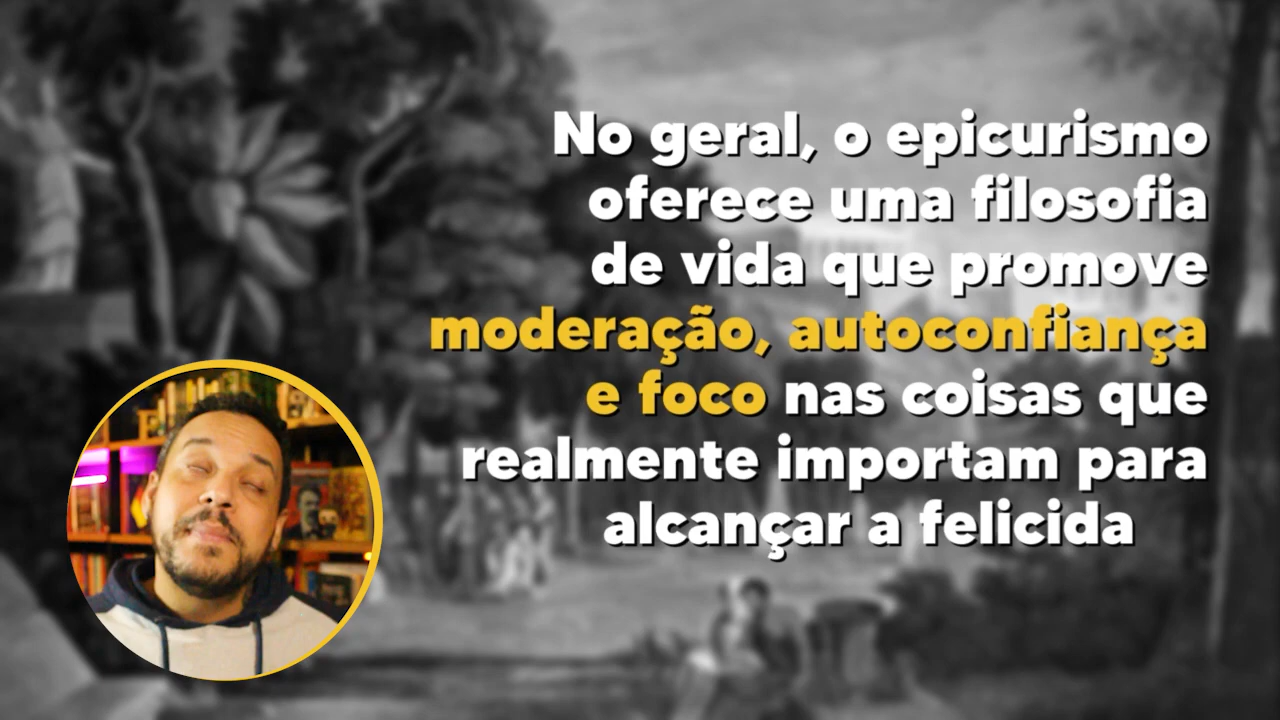 No geral, o epicurismo
oferece uma filosofia
de vida que promove
moderação, autoconfiança
e foco nas coisas que
realmente importam para
alcançar a felicida